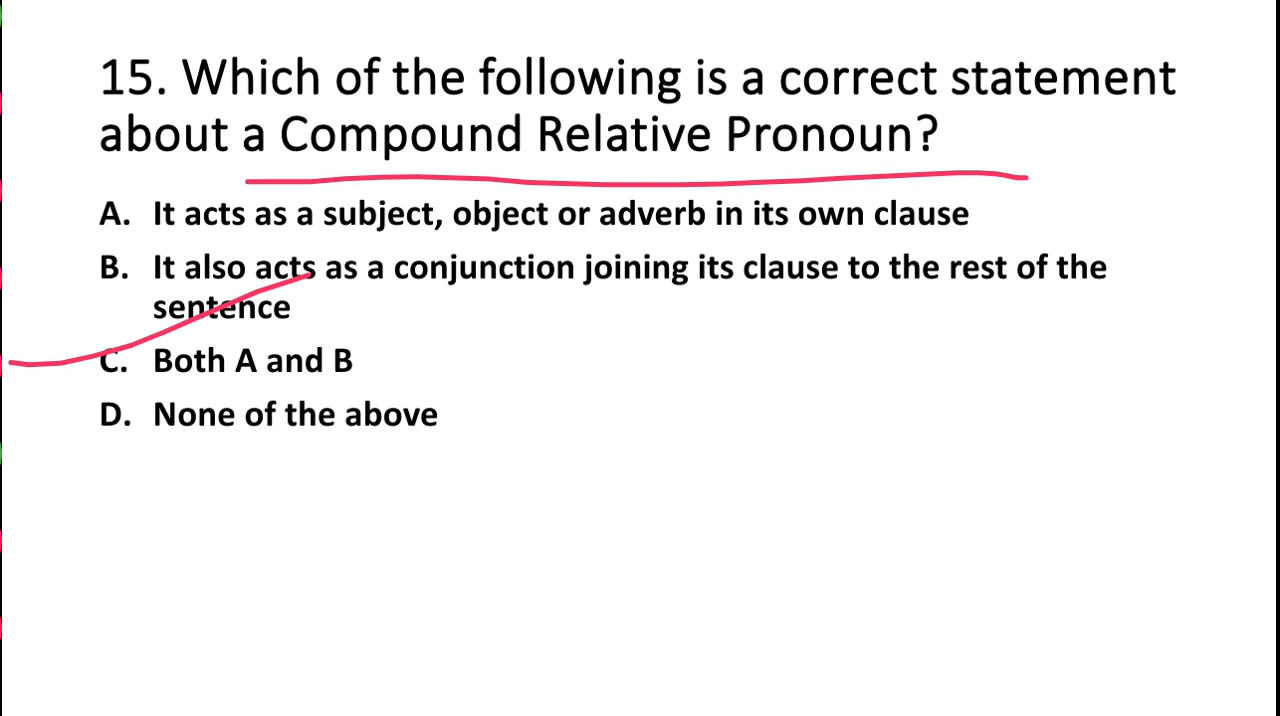 15. Which of the following is a correct statement
about a Compound Relative Pronoun?
A. It acts as a subject, object or adverb in its own clause
B. It also acts as a conjunction joining its clause to the rest of the
sentence
C. Both A and B
D. None of the above